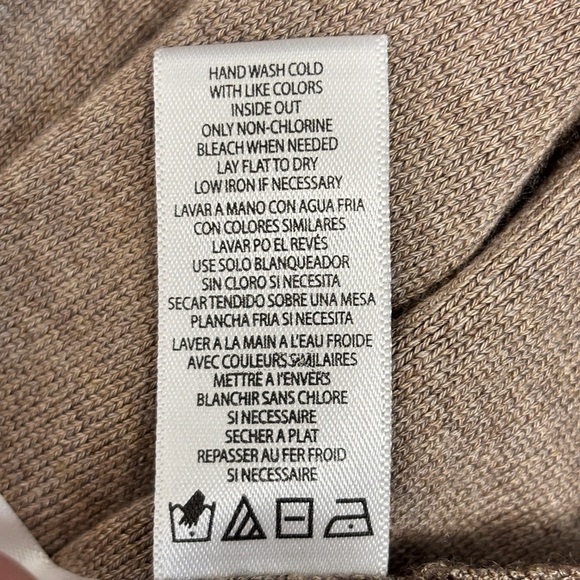 HAND WASH COLD
WITH LIKE COLORS
INSIDE OUT
ONLY NON-CHLORINE
BLEACH WHEN NEEDED
LAY FLAT TO DRY
LOW IRON IF NECESSARY
LAVAR A MANO CON AGUA FRIA
CON COLORES SIMILARES
LAVAR PO EL REVÉS
USE SOLO BLANQUEADOR
SIN CLORO SI NECESITA
SECAR TENDIDO SOBRE UNA MESA
PLANCHA FRIA SI NECESITA
LAVER A LA MAIN A L'EAU FROIDE
AVEC COULEURS SIMILAIRES
METTRE A l'ENVERS
BLANCHIR SANS CHLORE
SI NECESSAIRE
SECHER A PLAT
REPASSER AU FER FROID
SI NECESSAIRE